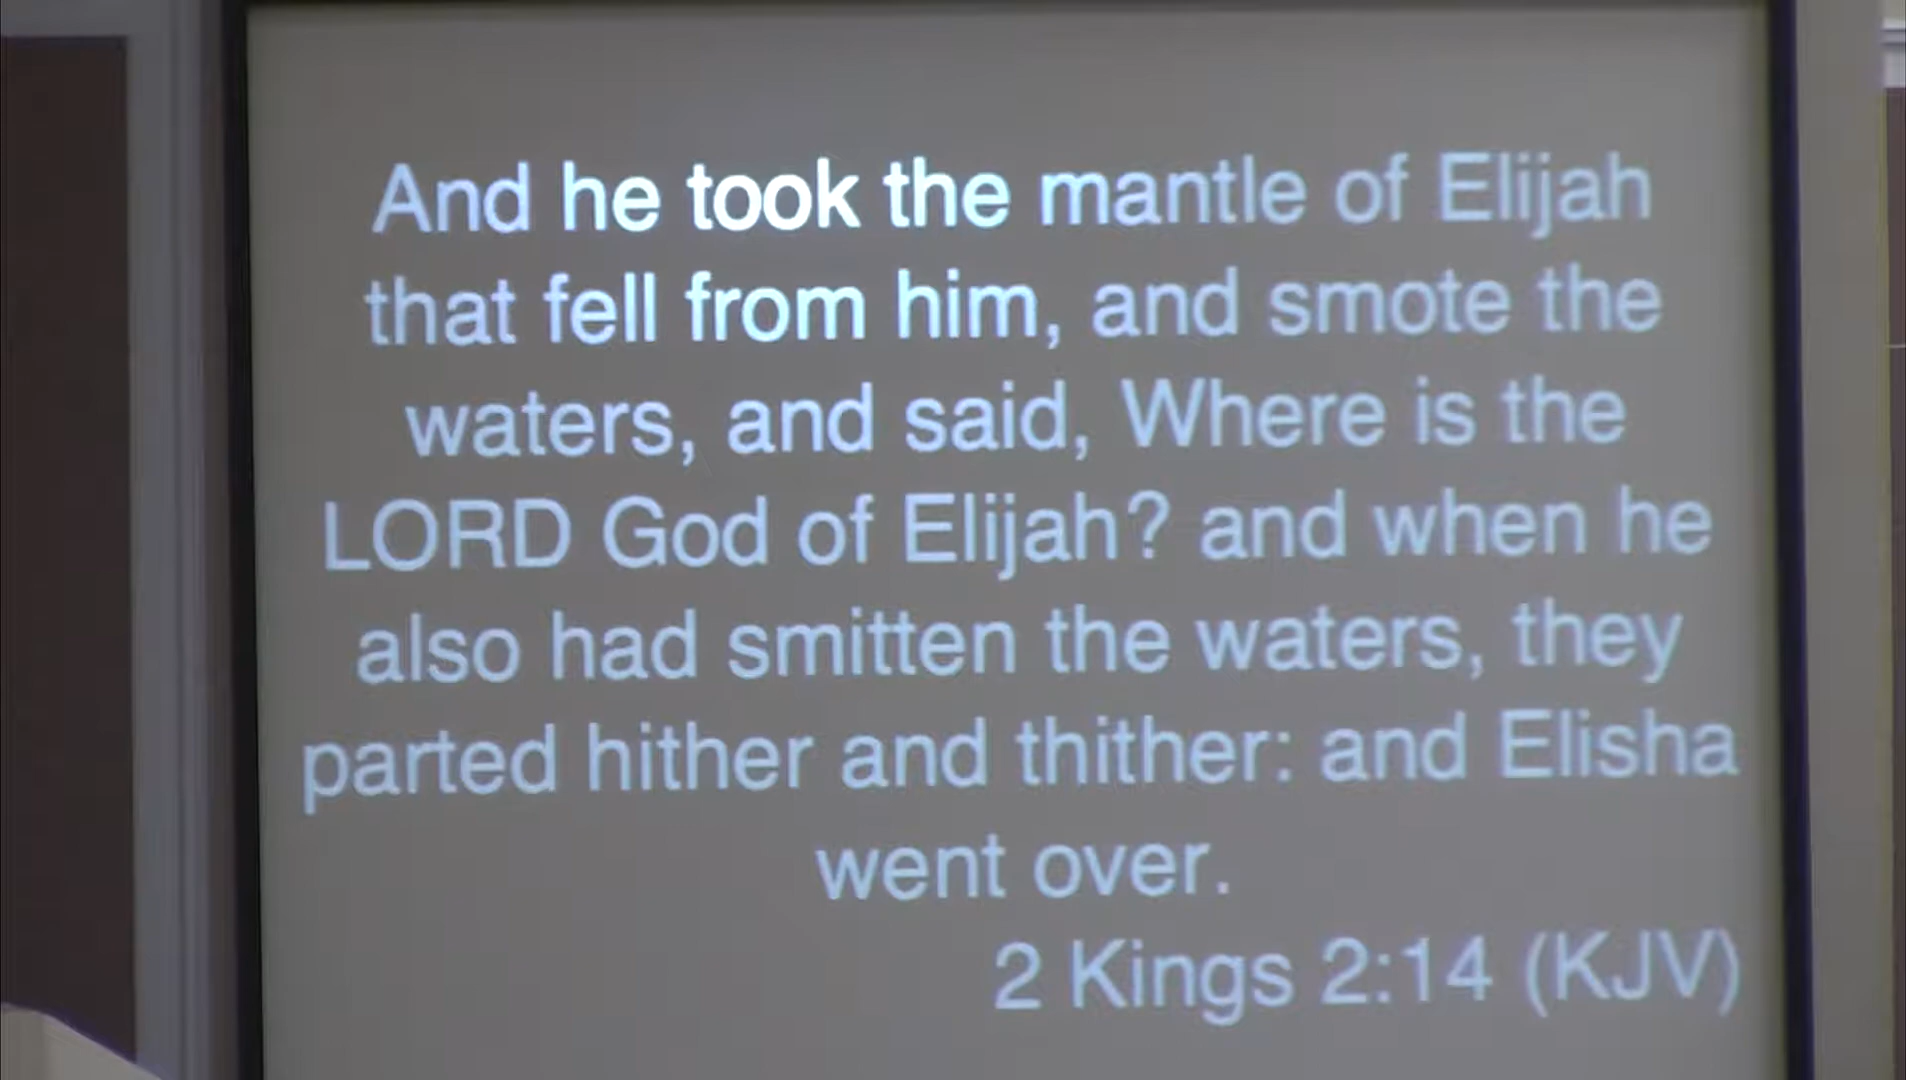 And he took the mantle of Elijah
that fell from him, and smote the
waters, and said, Where is the
LORD God of Elijah? and when he
also had smitten the waters, they
parted hither and thither: and Elisha
went over.
2 Kings 2:14 (KJV)